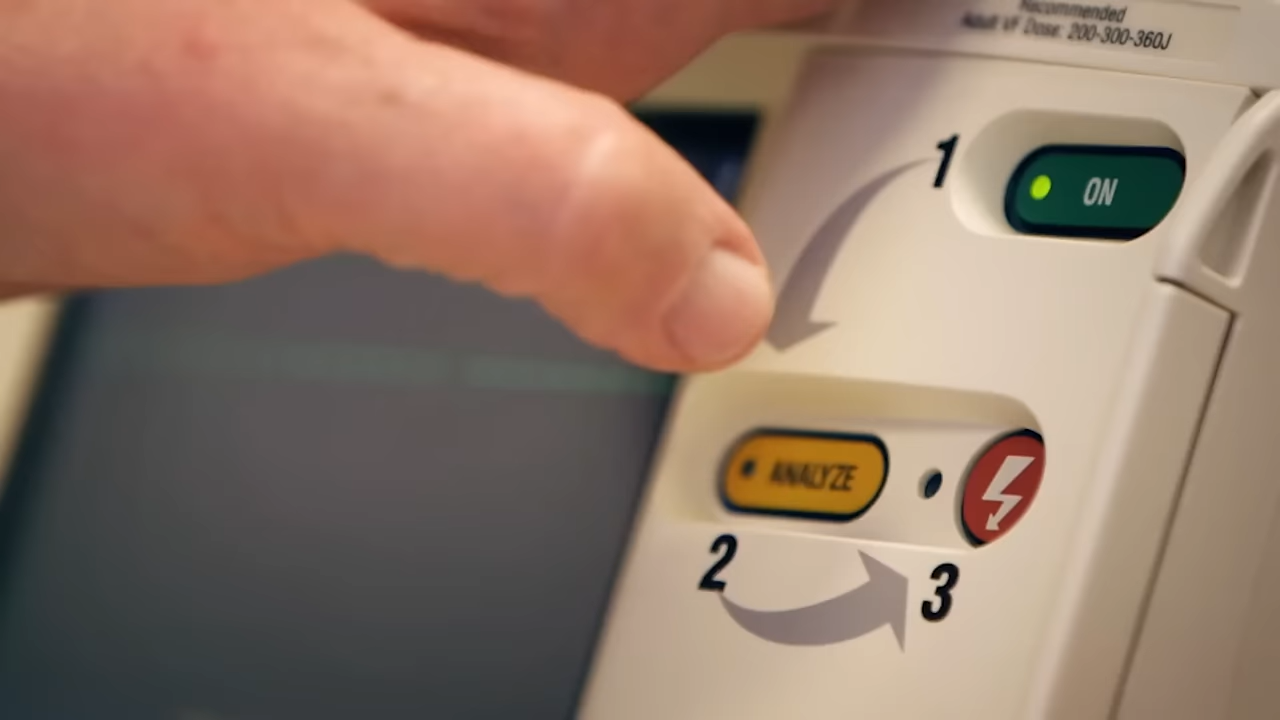 Recommended
Adult VF Dose: 200-300-360J
1
ON
ANALYZE
2
3